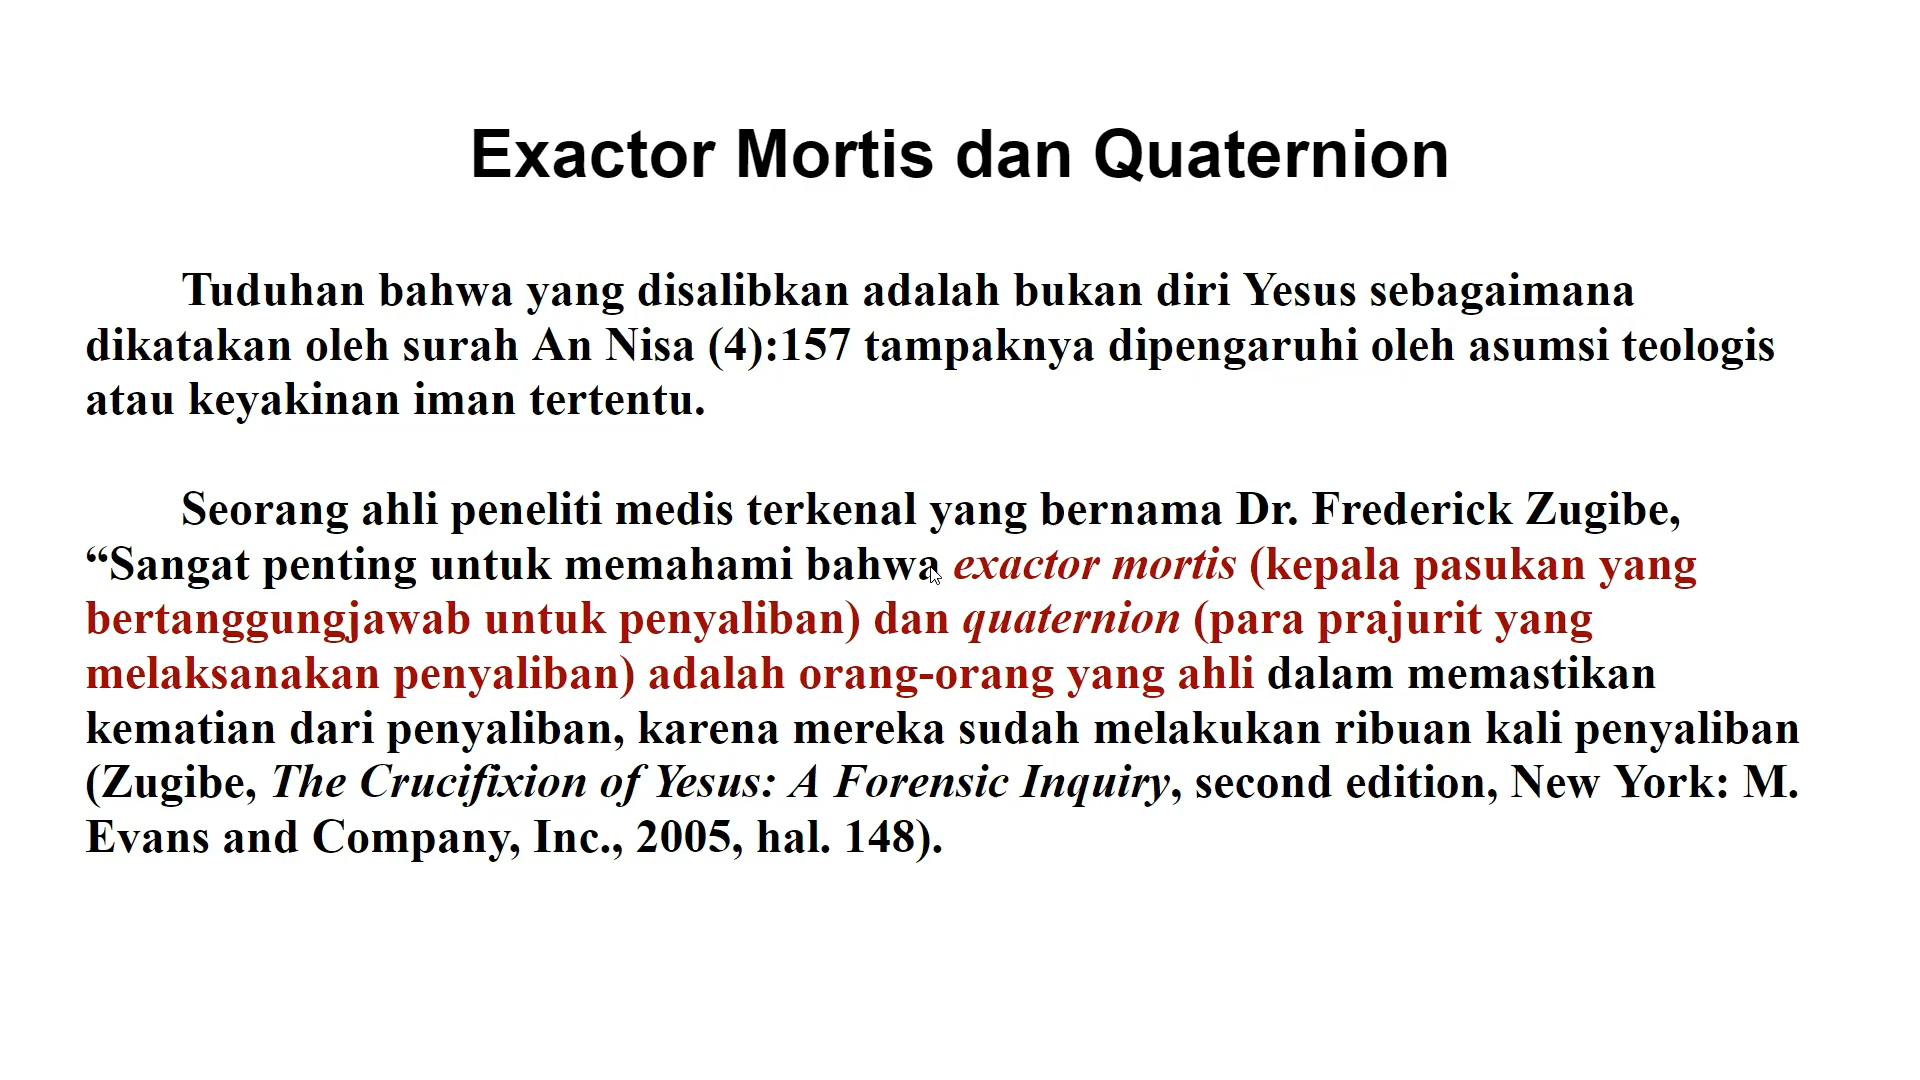 Exactor Mortis dan Quaternion
Tuduhan bahwa yang disalibkan adalah bukan diri Yesus sebagaimana
dikatakan oleh surah An Nisa (4):157 tampaknya dipengaruhi oleh asumsi teologis
atau keyakinan iman tertentu.
Seorang ahli peneliti medis terkenal yang bernama Dr. Frederick Zugibe,
“Sangat penting untuk memahami bahwa exactor mortis (kepala pasukan yang
bertanggungjawab untuk penyaliban) dan quaternion (para prajurit yang
melaksanakan penyaliban) adalah orang-orang yang ahli dalam memastikan
kematian dari penyaliban, karena mereka sudah melakukan ribuan kali penyaliban
(Zugibe, The Crucifixion of Yesus: A Forensic Inquiry, second edition, New York: M.
Evans and Company, Inc., 2005, hal. 148).